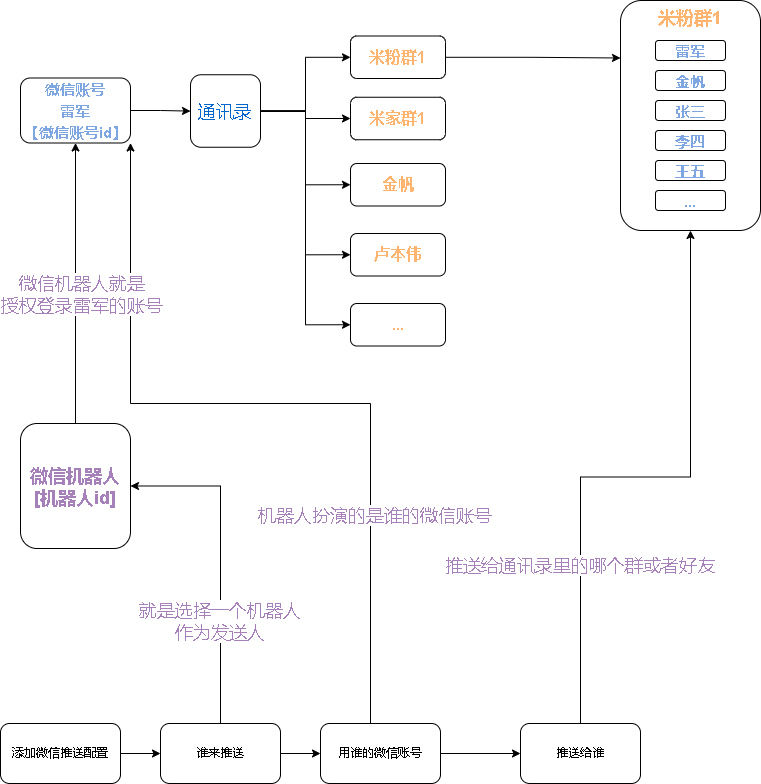 米粉群1
雷军
金帆
张三
李四
王五
...
微信账号
雷军
【微信账号id】
通讯录
米粉群1
米家群1
金帆
卢本伟
...
微信机器人就是
授权登录雷军的账号
微信机器人
[机器人id]
机器人扮演的是谁的微信账号
推送给通讯录里的哪个群或者好友
就是选择一个机器人
作为发送人
添加微信推送配置
谁来推送
用谁的微信账号
推送给谁